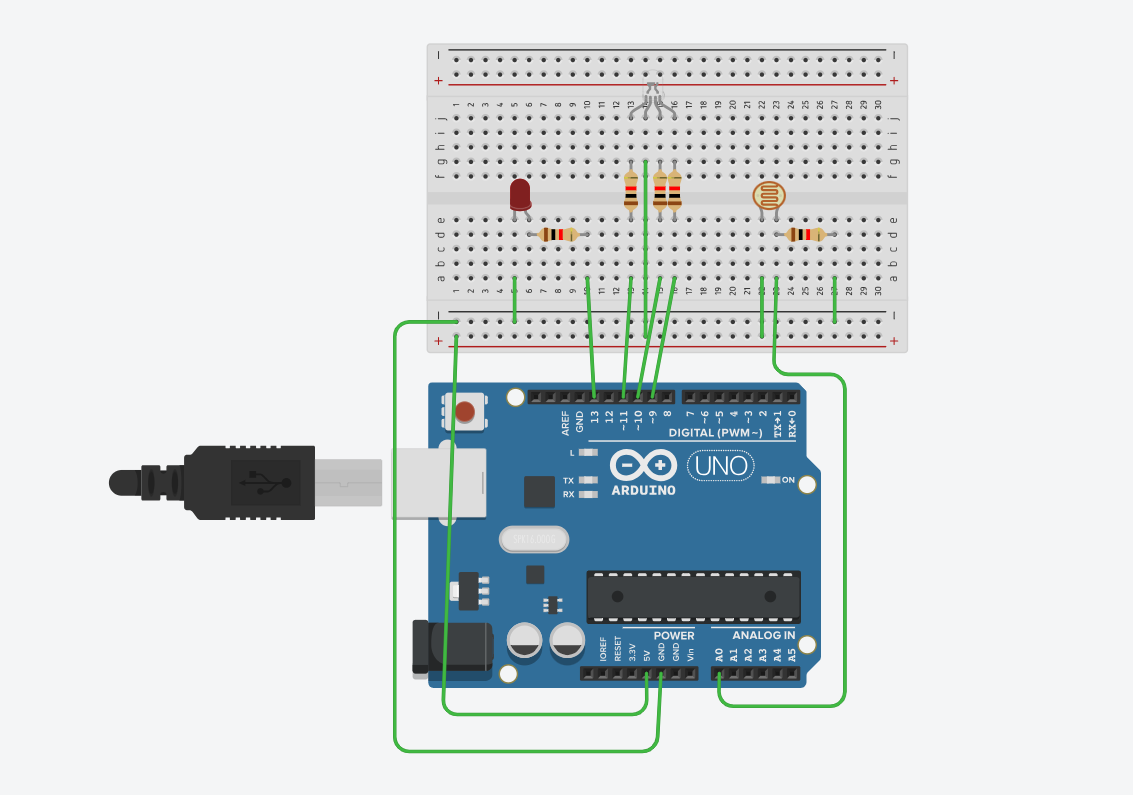 − −
+ +
1 2 3 4 5 6 7 8 9 10 11 12 13 14 15 16 17 18 19 20 21 22 23 24 25 26 27 28 29 30
j j
i i
h h
g g
f f
e e
d d
c c
b b
a a
1 2 3 4 5 6 7 8 9 10 11 12 13 14 15 16 17 18 19 20 21 22 23 24 25 26 27 28 29 30
− −
+ +
AREF GND 13 12 ~11 ~10 ~9 8 7 ~6 ~5 4 ~3 2 TX→1 RX←0
DIGITAL (PWM ~)
L
TX
RX
ARDUINO
UNO
ON
POWER ANALOG IN
IOREF RESET 3.3V 5V GND GND Vin A0 A1 A2 A3 A4 A5